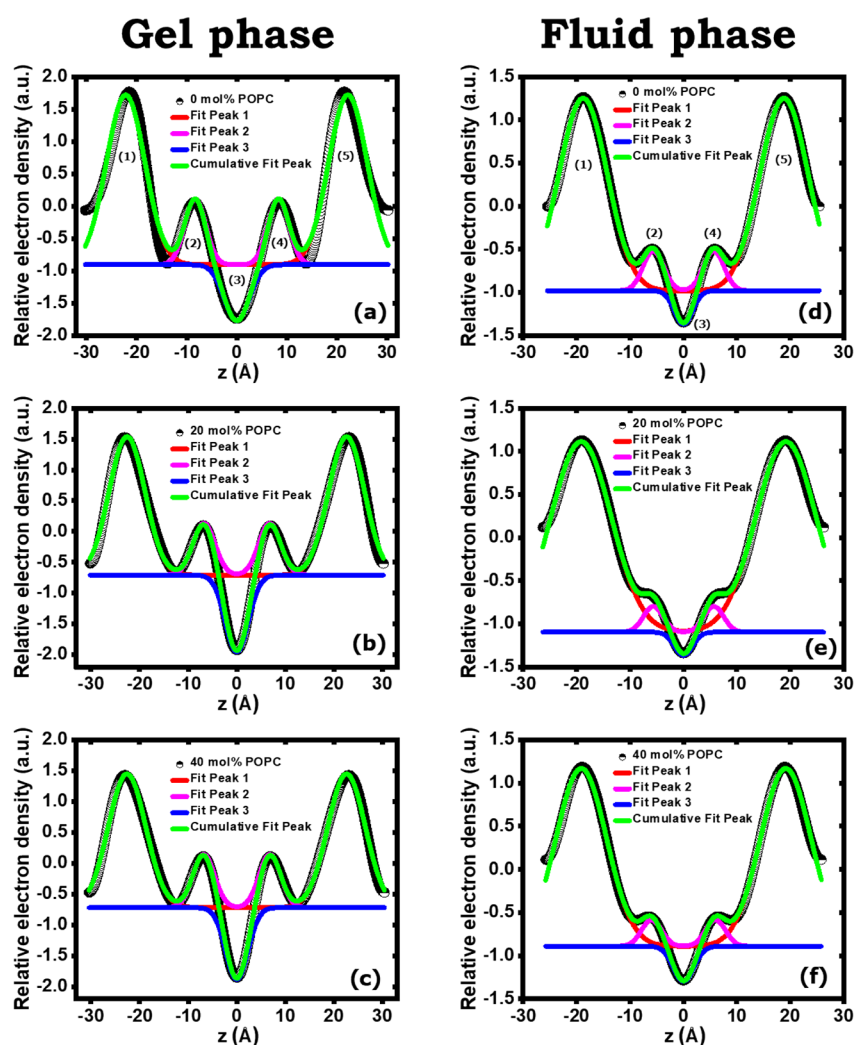 Gel phase
Fluid phase
Relative electron density (a.u.)
2.0
1.5
1.0
0.5
0.0
-0.5
-1.0
-1.5
-2.0
0 mol% POPC
Fit Peak 1
Fit Peak 2
Fit Peak 3
Cumulative Fit Peak
(1)
(5)
(2)
(4)
(3)
(a)
-30 -20 -10 0 10 20 30
z (Å)
Relative electron density (a.u.)
1.5
1.0
0.5
0.0
-0.5
-1.0
-1.5
0 mol% POPC
Fit Peak 1
Fit Peak 2
Fit Peak 3
Cumulative Fit Peak
(1)
(5)
(2)
(4)
(3)
(d)
-30 -20 -10 0 10 20 30
z (Å)
Relative electron density (a.u.)
2.0
1.5
1.0
0.5
0.0
-0.5
-1.0
-1.5
-2.0
20 mol% POPC
Fit Peak 1
Fit Peak 2
Fit Peak 3
Cumulative Fit Peak
(b)
-30 -20 -10 0 10 20 30
z (Å)
Relative electron density (a.u.)
1.5
1.0
0.5
0.0
-0.5
-1.0
-1.5
20 mol% POPC
Fit Peak 1
Fit Peak 2
Fit Peak 3
Cumulative Fit Peak
(e)
-30 -20 -10 0 10 20 30
z (Å)
Relative electron density (a.u.)
2.0
1.5
1.0
0.5
0.0
-0.5
-1.0
-1.5
-2.0
40 mol% POPC
Fit Peak 1
Fit Peak 2
Fit Peak 3
Cumulative Fit Peak
(c)
-30 -20 -10 0 10 20 30
z (Å)
Relative electron density (a.u.)
1.5
1.0
0.5
0.0
-0.5
-1.0
-1.5
40 mol% POPC
Fit Peak 1
Fit Peak 2
Fit Peak 3
Cumulative Fit Peak
(f)
-30 -20 -10 0 10 20 30
z (Å)